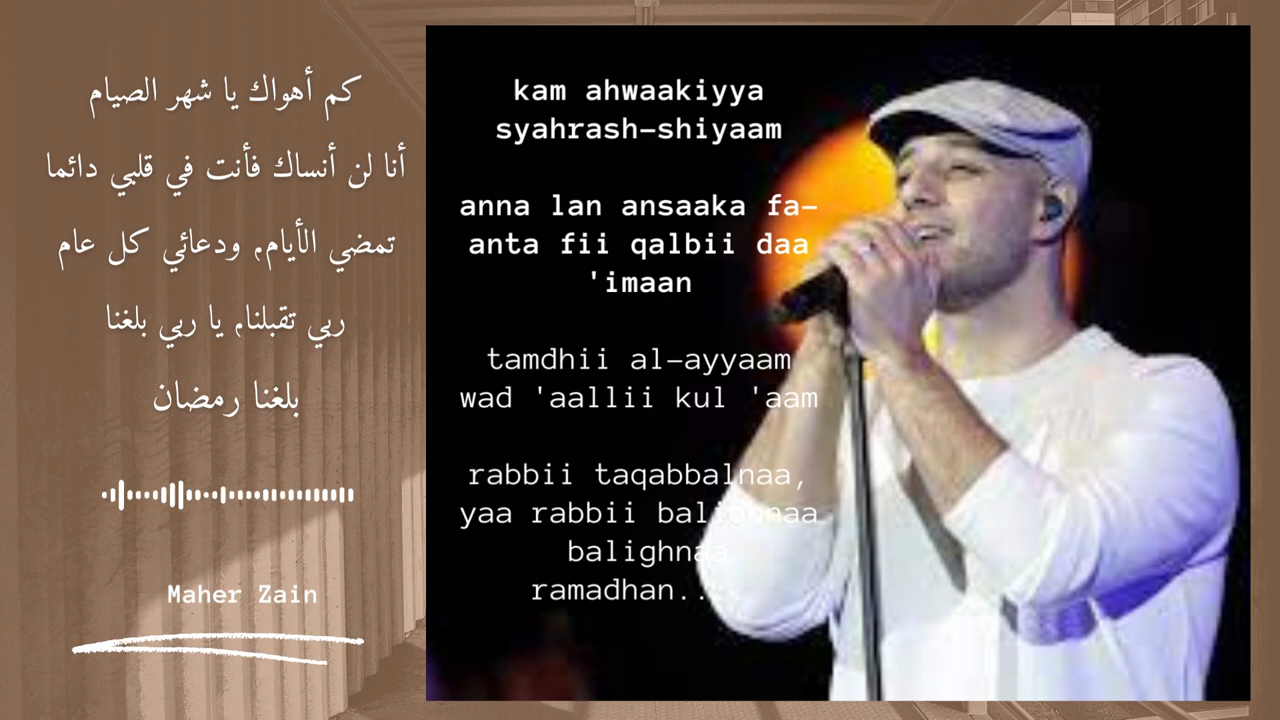 كم أهواك يا شهر الصيام
أنا لن أنساك فأنت في قلبي دائما
تمضي الأيام، ودعائي كل عام
ربي تقبلنا، يا ربي بلغنا
بلغنا رمضان
Maher Zain
kam ahwaakiyya
syahrash-shiyaam
anna lan ansaaka fa-
anta fii qalbii daa
'imaan
tamdhii al-ayyaam
wad 'aallii kul 'aam
rabbii taqabbalnaa,
yaa rabbii balighnaa
balighnaa
ramadhan....